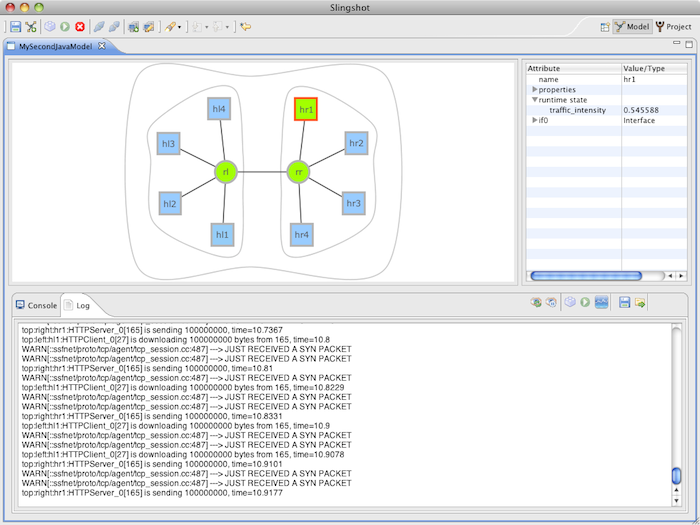 Slingshot
Model
Project
MySecondJavaModel
hl4
hr1
hl3
hr2
rl
rr
hl2
hr3
hl1
hr4
Attribute Value/Type
name hr1
properties
runtime state
traffic_intensity 0.545588
if0 Interface
Console
Log
top:right:hr1:HTTPServer_0[165] is sending 100000000, time=10.7367
top:left:hl1:HTTPClient_0[27] is downloading 100000000 bytes from 165, time=10.8
WARN[::ssfnet/proto/tcp/agent/tcp_session.cc:487] ---> JUST RECEIVED A SYN PACKET
WARN[::ssfnet/proto/tcp/agent/tcp_session.cc:487] ---> JUST RECEIVED A SYN PACKET
top:right:hr1:HTTPServer_0[165] is sending 100000000, time=10.81
WARN[::ssfnet/proto/tcp/agent/tcp_session.cc:487] ---> JUST RECEIVED A SYN PACKET
top:left:hl1:HTTPClient_0[27] is downloading 100000000 bytes from 165, time=10.8229
WARN[::ssfnet/proto/tcp/agent/tcp_session.cc:487] ---> JUST RECEIVED A SYN PACKET
WARN[::ssfnet/proto/tcp/agent/tcp_session.cc:487] ---> JUST RECEIVED A SYN PACKET
top:right:hr1:HTTPServer_0[165] is sending 100000000, time=10.8331
top:left:hl1:HTTPClient_0[27] is downloading 100000000 bytes from 165, time=10.9
WARN[::ssfnet/proto/tcp/agent/tcp_session.cc:487] ---> JUST RECEIVED A SYN PACKET
WARN[::ssfnet/proto/tcp/agent/tcp_session.cc:487] ---> JUST RECEIVED A SYN PACKET
top:left:hl1:HTTPClient_0[27] is downloading 100000000 bytes from 165, time=10.9078
top:right:hr1:HTTPServer_0[165] is sending 100000000, time=10.9101
WARN[::ssfnet/proto/tcp/agent/tcp_session.cc:487] ---> JUST RECEIVED A SYN PACKET
WARN[::ssfnet/proto/tcp/agent/tcp_session.cc:487] ---> JUST RECEIVED A SYN PACKET
top:right:hr1:HTTPServer_0[165] is sending 100000000, time=10.9177